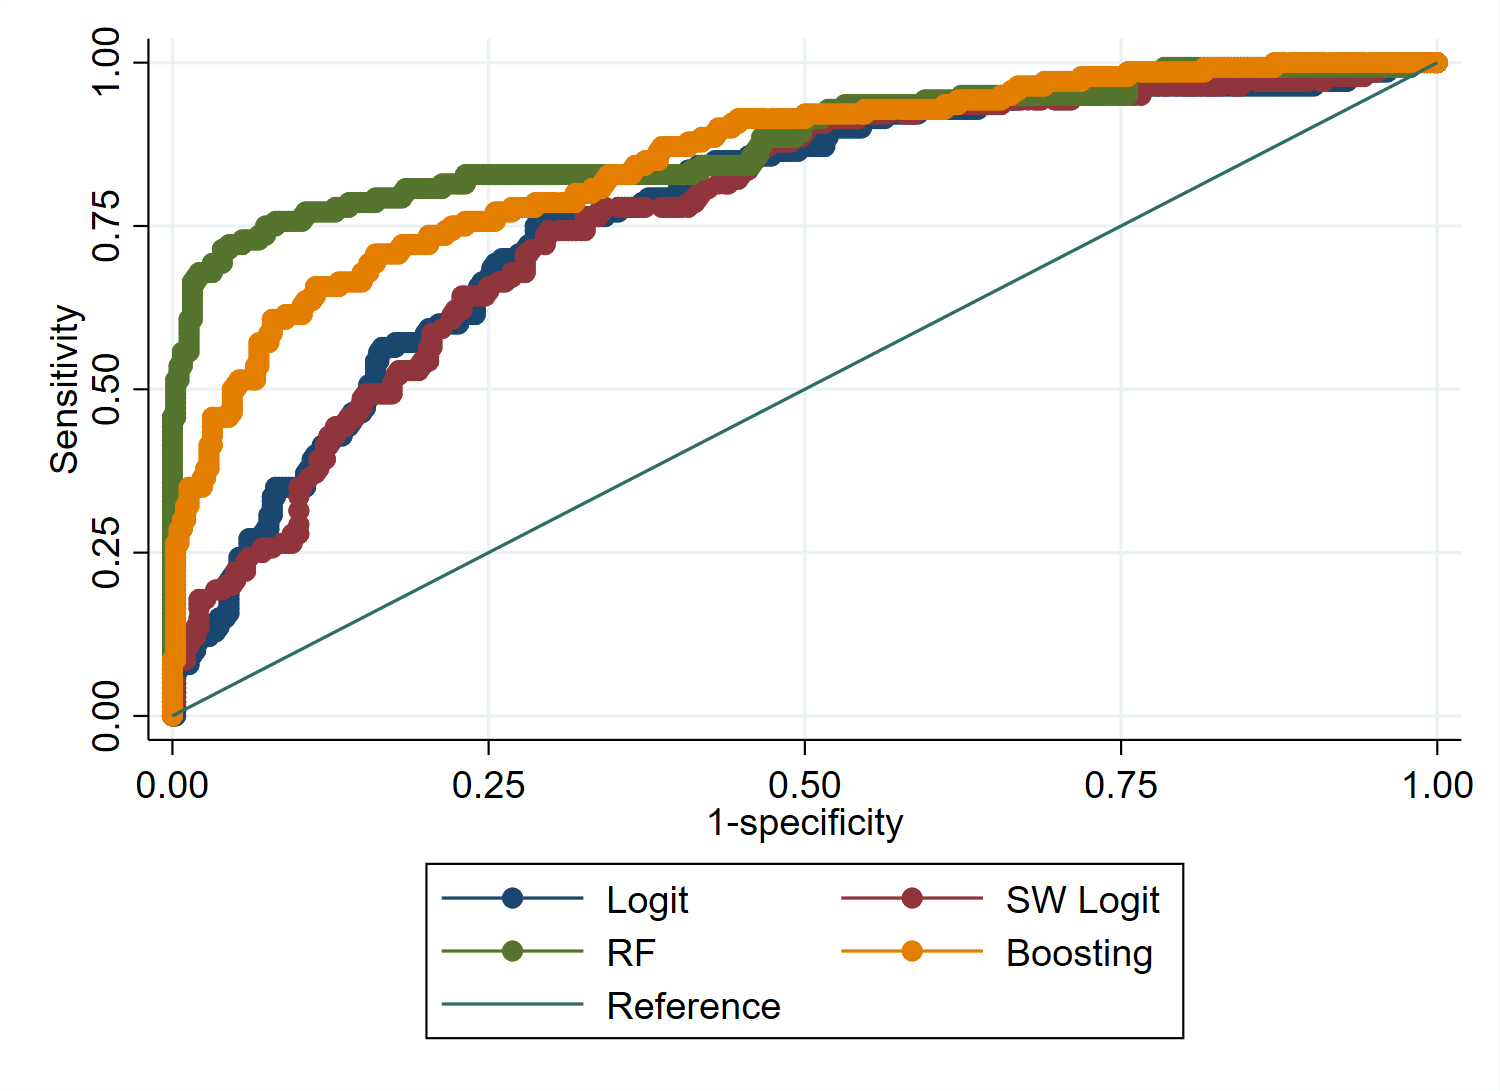 Sensitivity
1.00
0.75
0.50
0.25
0.00
0.00 0.25 0.50 0.75 1.00
1-specificity
Logit SW Logit
RF Boosting
Reference